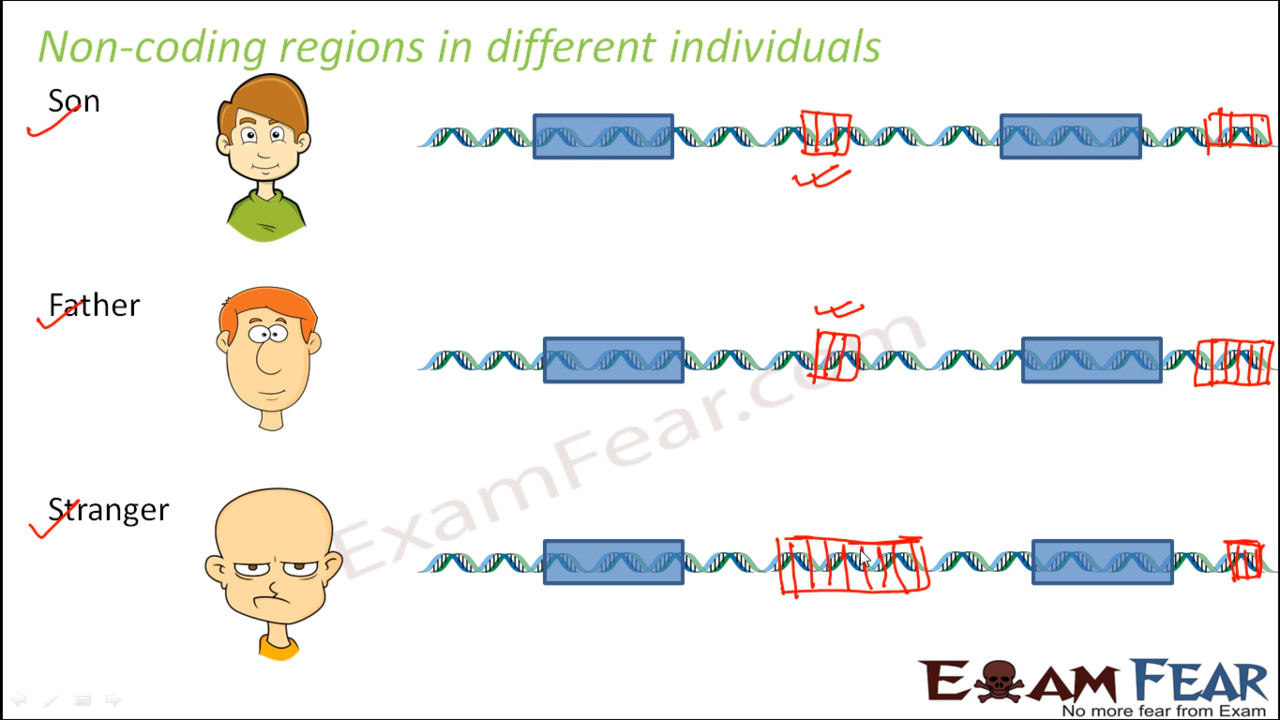 Non-coding regions in different individuals
Son
Father
Stranger
ExamFear.com
EXAM FEAR
No more fear from Exam